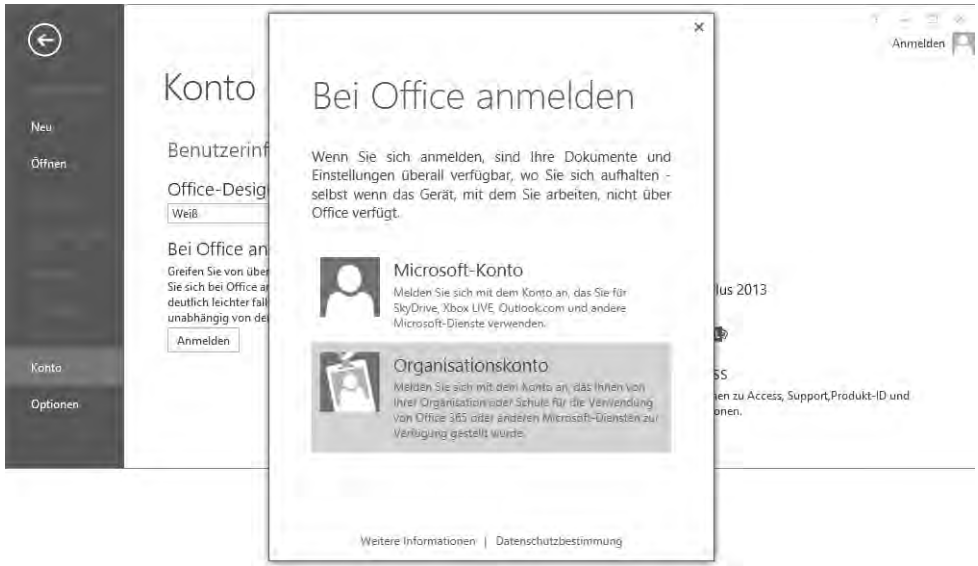 Anmelden
Konto
Neu
Öffnen
Benutzerinf
Office-Desig
Weiß
Bei Office an
Greifen Sie von über
Sie sich bei Office an
deutlich leichter fall
unabhängig von de
Anmelden
Konto
Optionen
Bei Office anmelden
Wenn Sie sich anmelden, sind Ihre Dokumente und
Einstellungen überall verfügbar, wo Sie sich aufhalten -
selbst wenn das Gerät, mit dem Sie arbeiten, nicht über
Office verfügt.
Microsoft-Konto
Melden Sie sich mit dem Konto an, das Sie für
SkyDrive, Xbox LIVE, Outlook.com und andere
Microsoft-Dienste verwenden.
Organisationskonto
Melden Sie sich mit dem Konto an, das Ihnen von
Ihrer Organisation oder Schule für die Verwendung
von Office 365 oder anderen Microsoft-Diensten zur
Verfügung gestellt wurde.
Weitere Informationen | Datenschutzbestimmung
lus 2013
ss
en zu Access, Support,Produkt-ID und
onen.